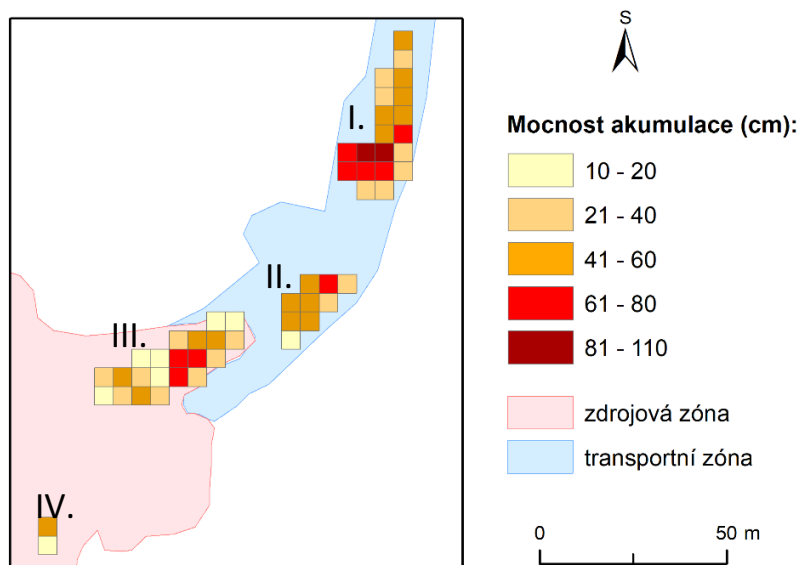 I.
II.
III.
IV.
S
Mocnost akumulace (cm):
10 - 20
21 - 40
41 - 60
61 - 80
81 - 110
zdrojová zóna
transportní zóna
0 50 m